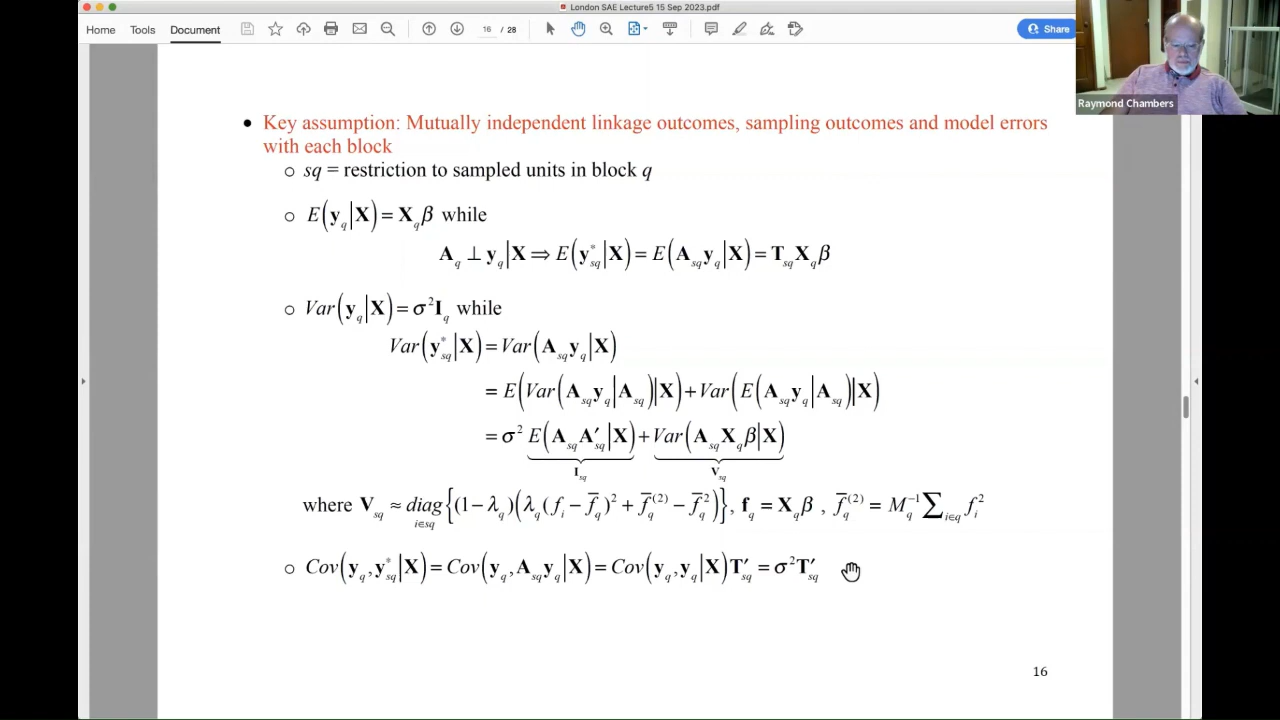 London SAE Lecture5 15 Sep 2023.pdf
Home Tools Document 16 / 28 Share
Raymond Chambers
• Key assumption: Mutually independent linkage outcomes, sampling outcomes and model errors
with each block
o sq = restriction to sampled units in block q
o E(y_q|X) = X_q β while
A_q ⊥ y_q|X ⇒ E(y*_sq|X) = E(A_sq y_q|X) = T_sq X_q β
o Var(y_q|X) = σ² I_q while
Var(y*_sq|X) = Var(A_sq y_q|X)
= E(Var(A_sq y_q|A_sq)|X) + Var(E(A_sq y_q|A_sq)|X)
= σ² E(A_sq A′_sq|X) + Var(A_sq X_q β|X)
I_sq V_sq
where V_sq ≈ diag{(1−λ_q)(λ_q(f_i − f̄_q)² + f̄_q^(2) − f̄_q²)}, f_q = X_q β , f̄_q^(2) = M_q^−1 ∑_i∈q f_i²
i∈sq
o Cov(y_q, y*_sq|X) = Cov(y_q, A_sq y_q|X) = Cov(y_q, y_q|X) T′_sq = σ² T′_sq
16